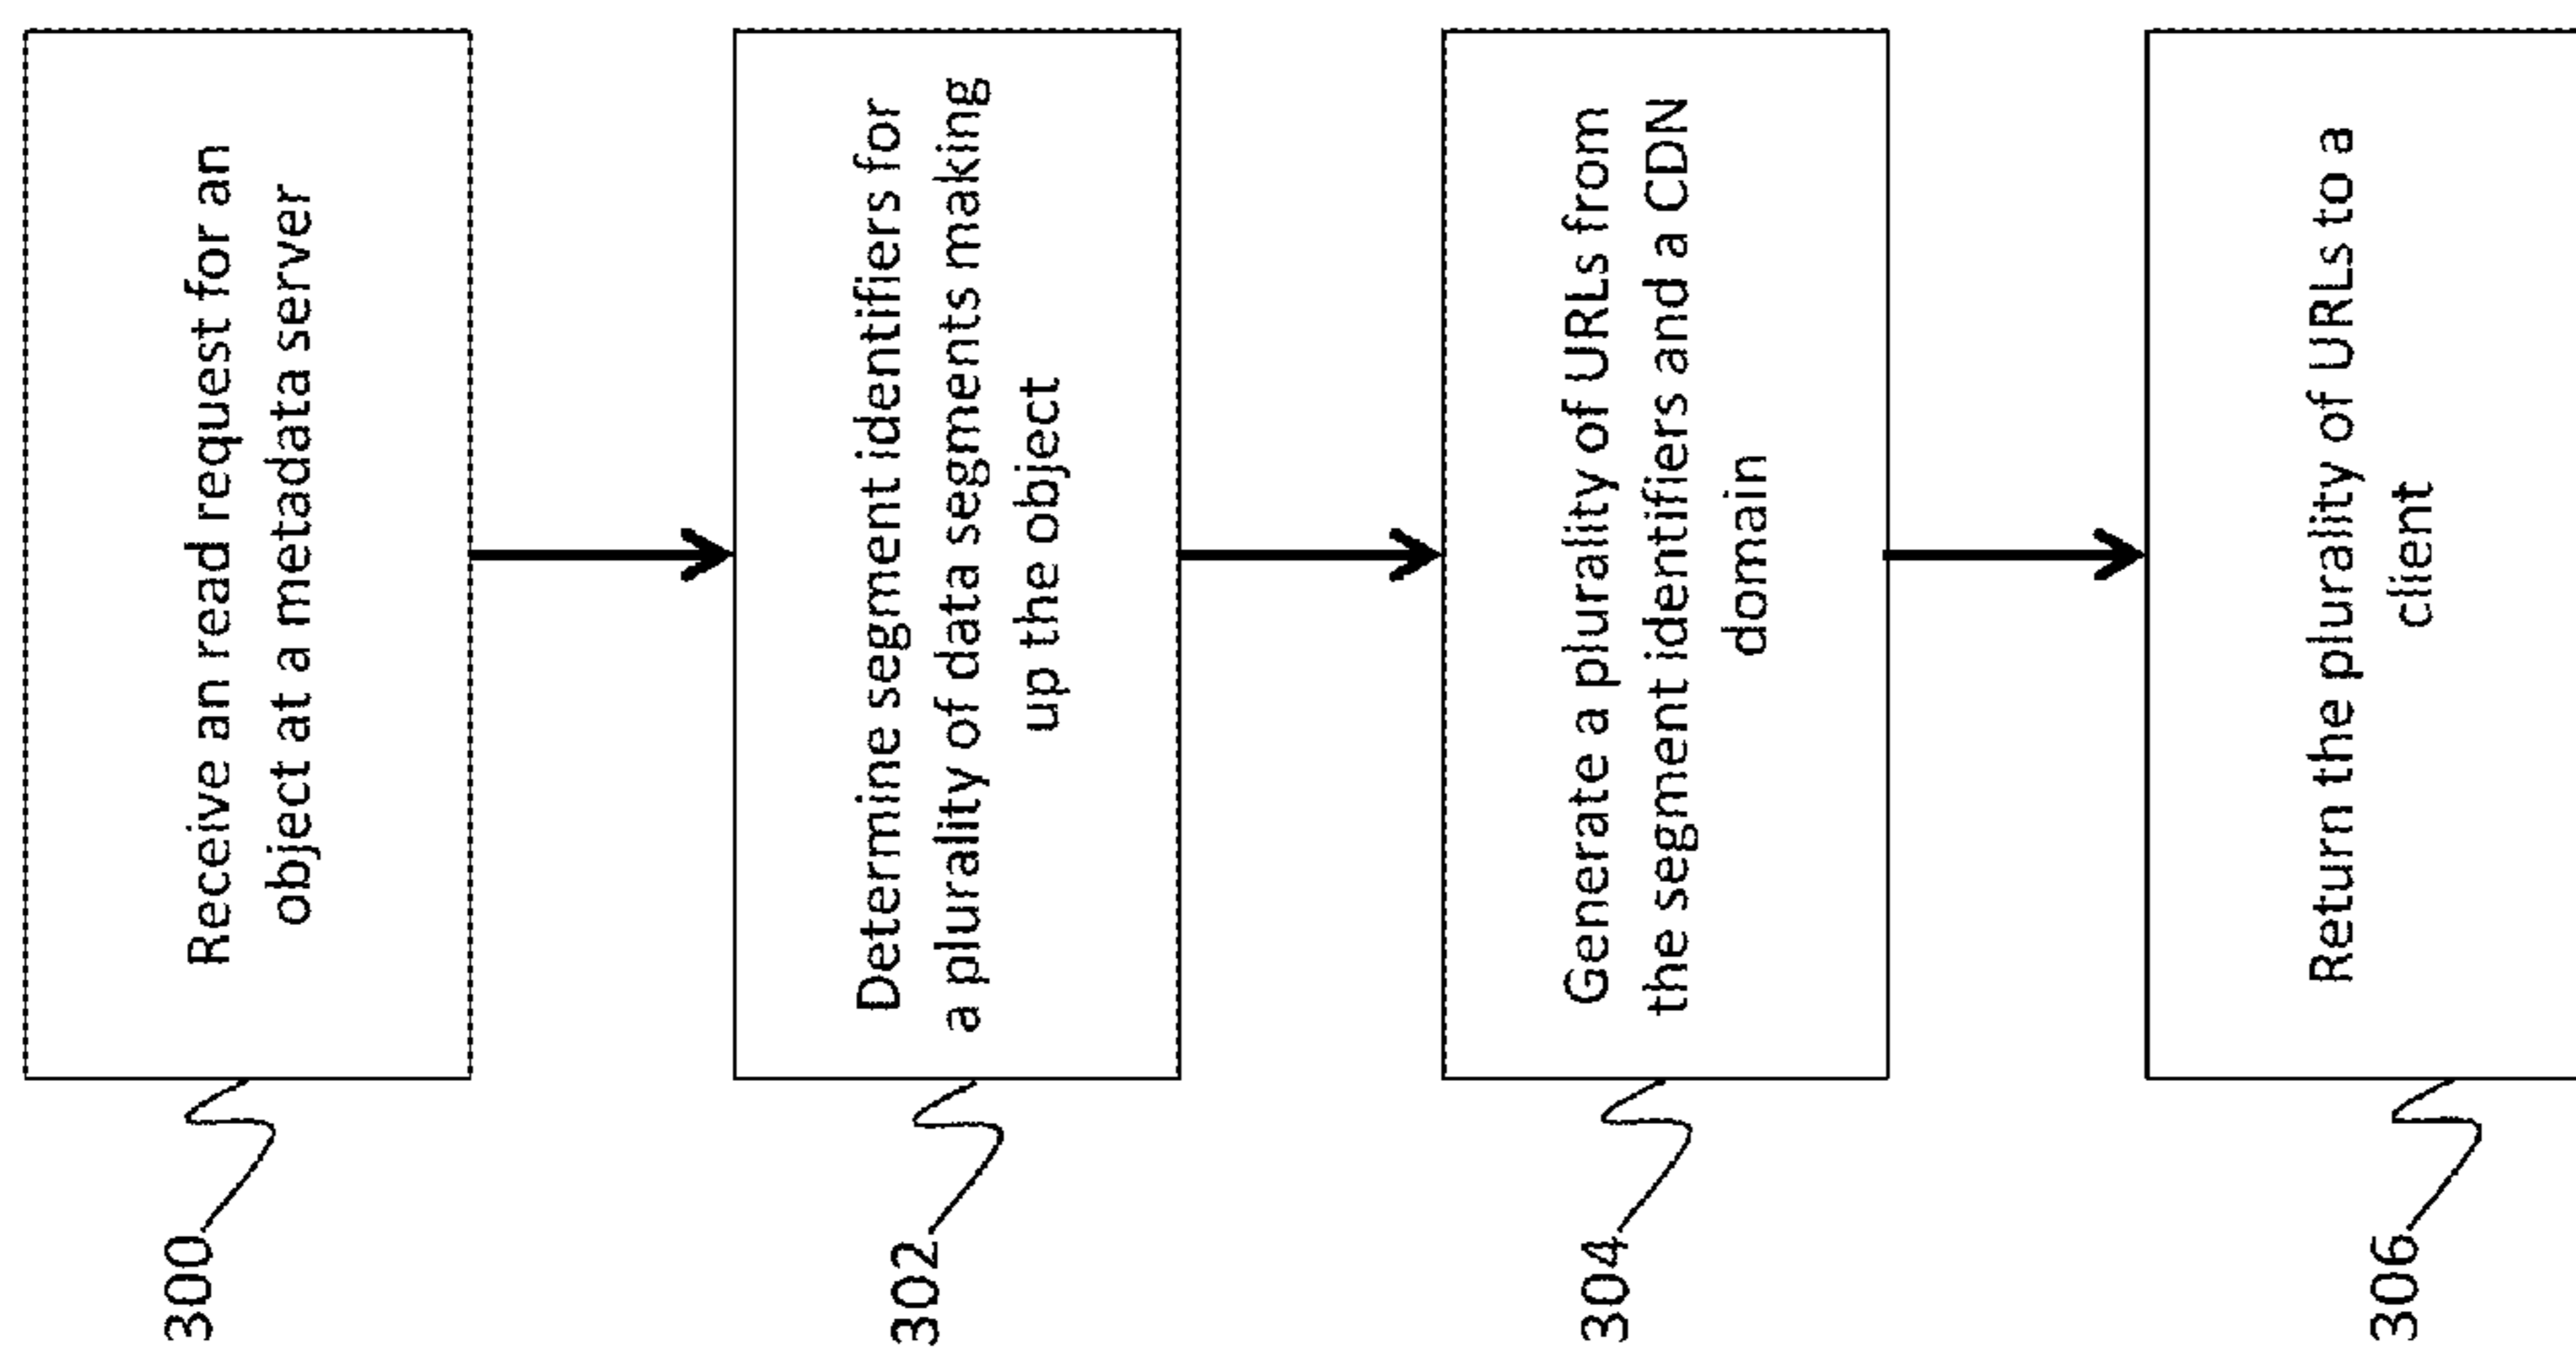 300
Receive an read request for an
object at a metadata server
302
Determine segment identifiers for
a plurality of data segments making
up the object
304
Generate a plurality of URLs from
the segment identifiers and a CDN
domain
306
Return the plurality of URLs to a
client